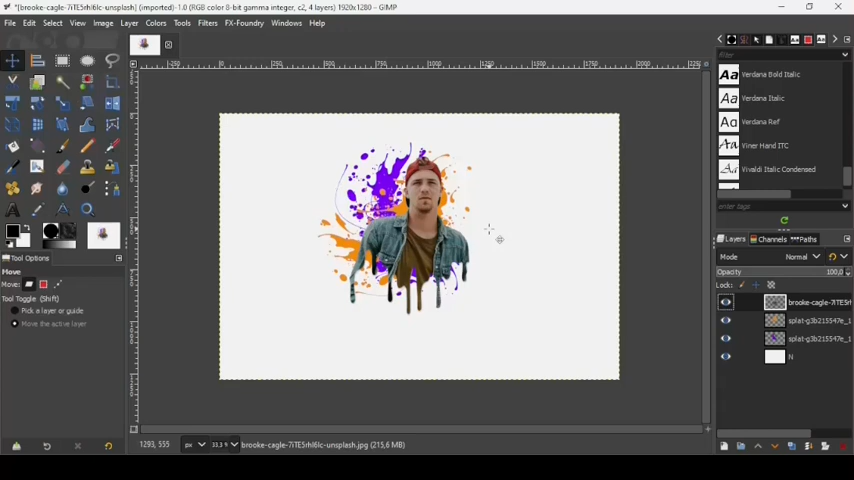 *[brooke-cagle-7iTE5rhl6lc-unsplash] (imported)-1.0 (RGB color 8-bit gamma integer, c2, 4 layers) 1920x1280 – GIMP
File Edit Select View Image Layer Colors Tools Filters FX-Foundry Windows Help
filter
Verdana Bold Italic
Verdana Italic
Verdana Ref
Viner Hand ITC
Vivaldi Italic Condensed
enter tags
Layers Channels Paths
Mode Normal
Opacity 100,0
Lock:
brooke-cagle-7iTE5rh
splat-g3b215547e_1
splat-g3b215547e_1
N
Tool Options
Move
Move:
Tool Toggle (Shift)
Pick a layer or guide
Move the active layer
1293, 555 px 33.3 % brooke-cagle-7iTE5rhl6lc-unsplash.jpg (215,6 MB)